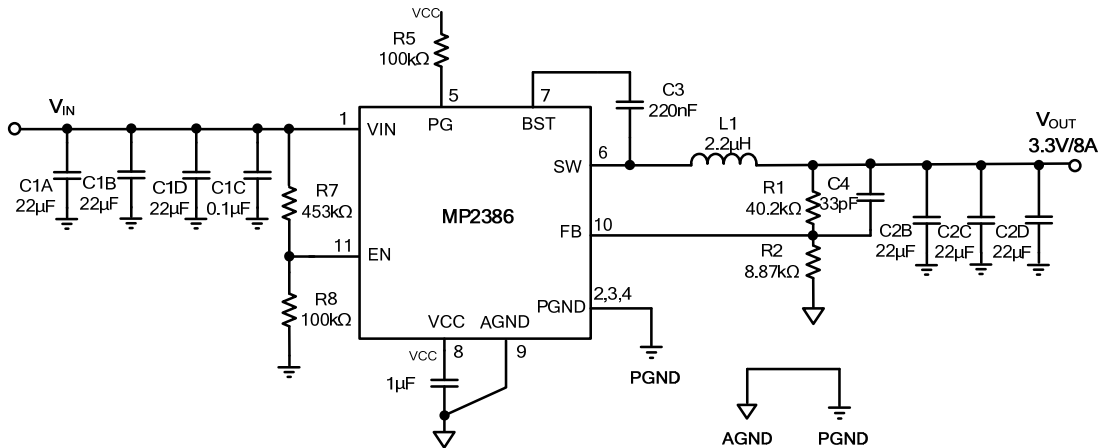 VCC
R5
100kΩ
5
7
C3
220nF
VIN
1
VIN
PG
BST
L1
2.2μH
VOUT
3.3V/8A
SW
6
C1A
22μF
C1B
22μF
C1D
22μF
C1C
0.1μF
R7
453kΩ
MP2386
R1
40.2kΩ
C4
33pF
FB
10
11
EN
R2
8.87kΩ
C2B
22μF
C2C
22μF
C2D
22μF
R8
100kΩ
PGND
2,3,4
VCC
AGND
VCC
8
9
1μF
PGND
AGND
PGND